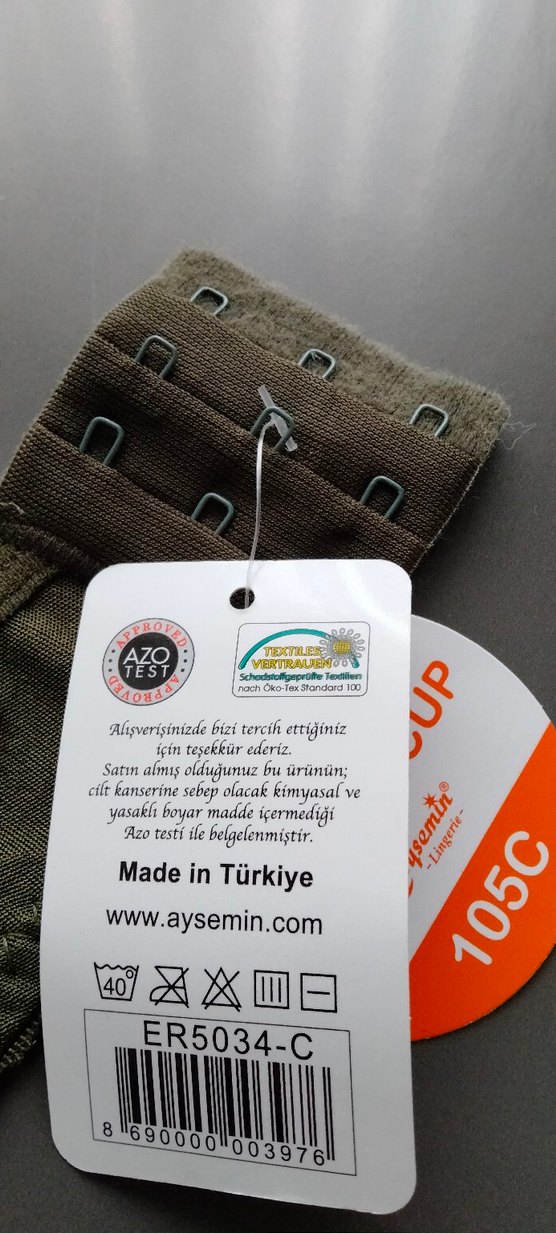 APPROVED
AZO
TEST
APPROVED
TEXTILES
VERTRAUEN
Schadstoffgeprüfte Textilien
nach Öko-Tex Standard 100
Alışverişinizde bizi tercih ettiğiniz
için teşekkür ederiz.
Satın almış olduğunuz bu ürünün;
cilt kanserine sebep olacak kimyasal ve
yasaklı boyar madde içermediği
Azo testi ile belgelenmiştir.
Made in Türkiye
www.aysemin.com
40°
ER5034-C
8 690000 003976
CUP
Aysemin®
- Lingerie -
105C